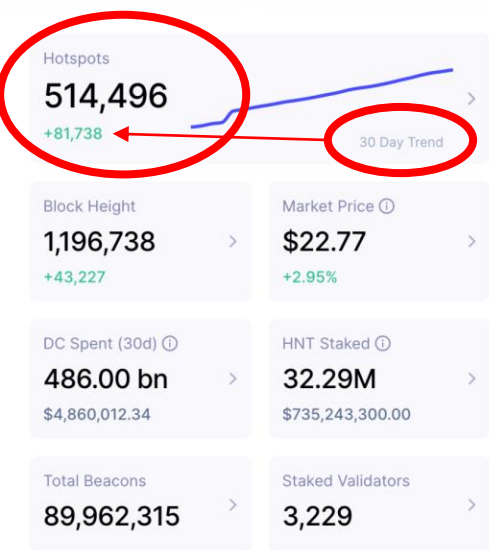 Hotspots
514,496
+81,738
30 Day Trend
Block Height
1,196,738
+43,227
Market Price ⓘ
$22.77
+2.95%
DC Spent (30d) ⓘ
486.00 bn
$4,860,012.34
HNT Staked ⓘ
32.29M
$735,243,300.00
Total Beacons
89,962,315
Staked Validators
3,229